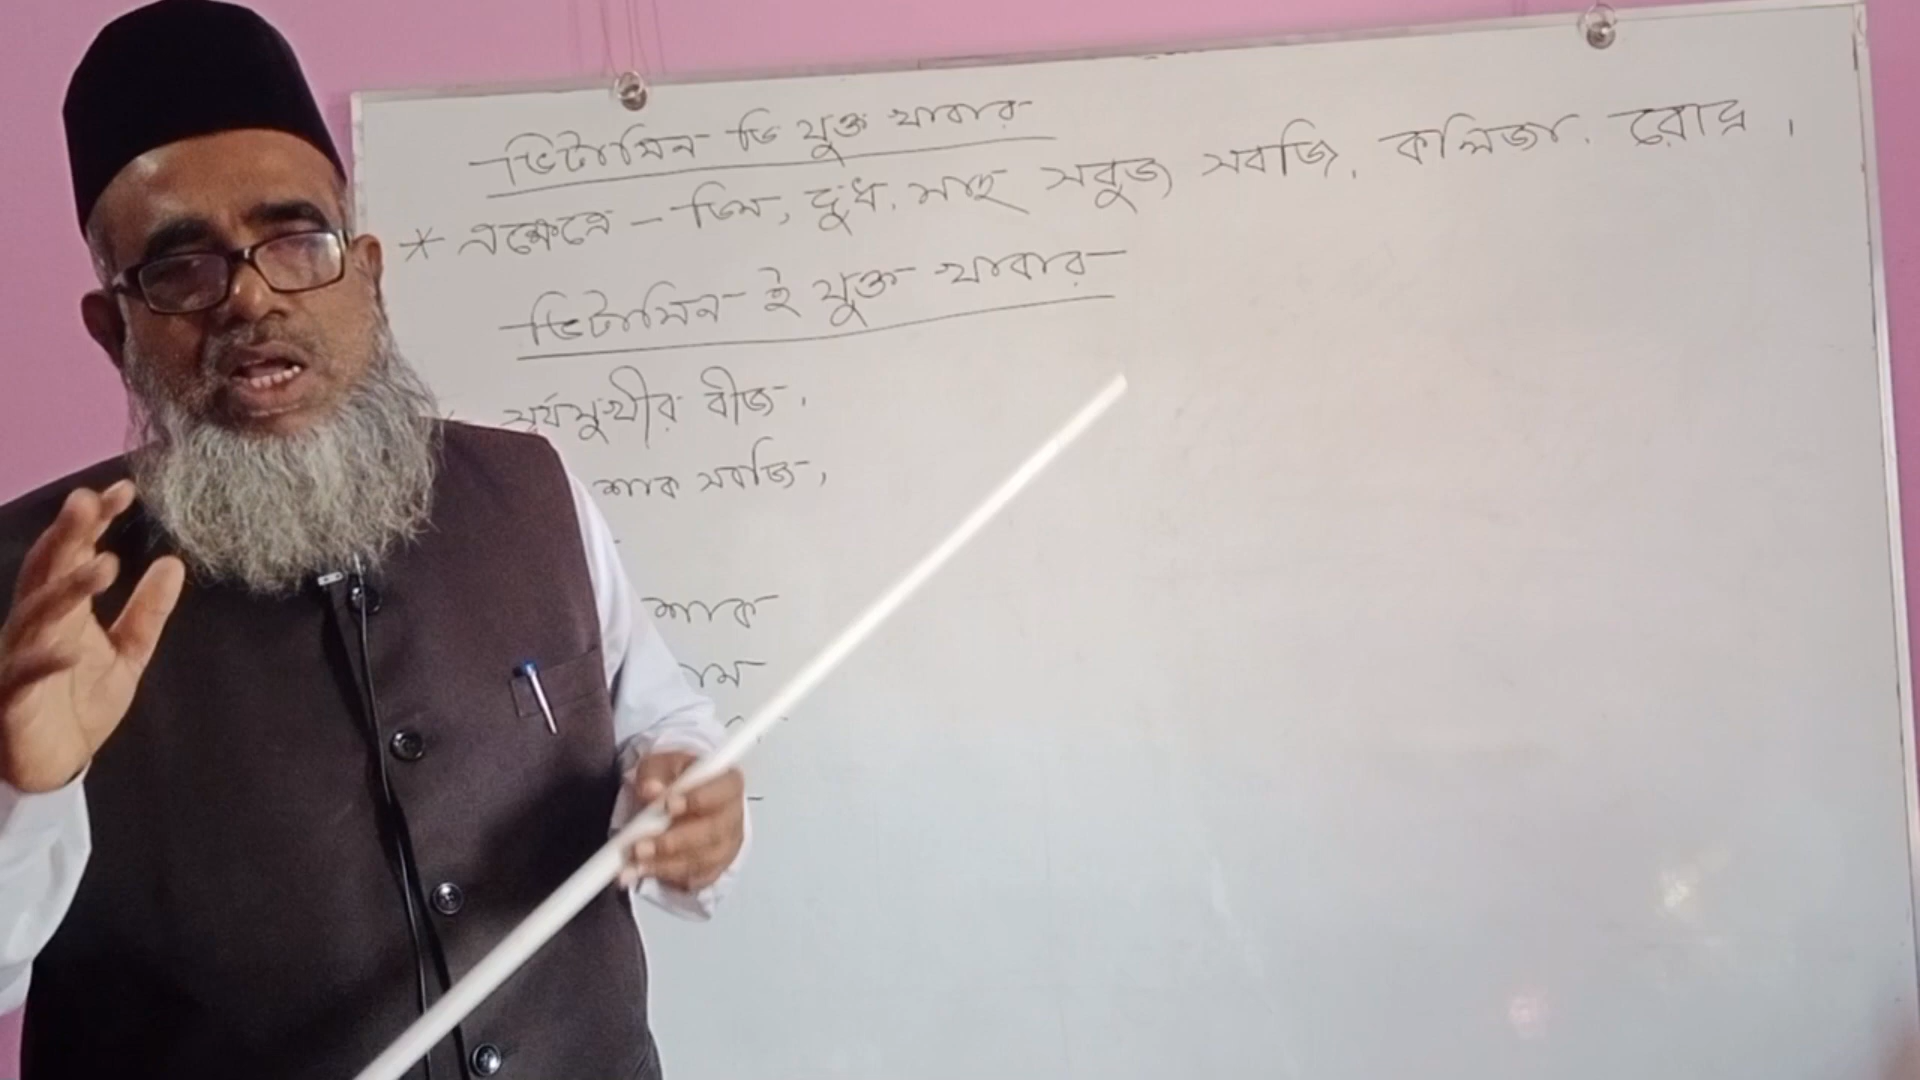 ভিটামিন ডি যুক্ত খাবার
* এক্ষেত্রে - ডিম, দুধ, মাছ সবুজ সবজি, কলিজা, রোদ্র ।
ভিটামিন ই যুক্ত খাবার
সূর্যমুখীর বীজ,
শাক সবজি,
শাক